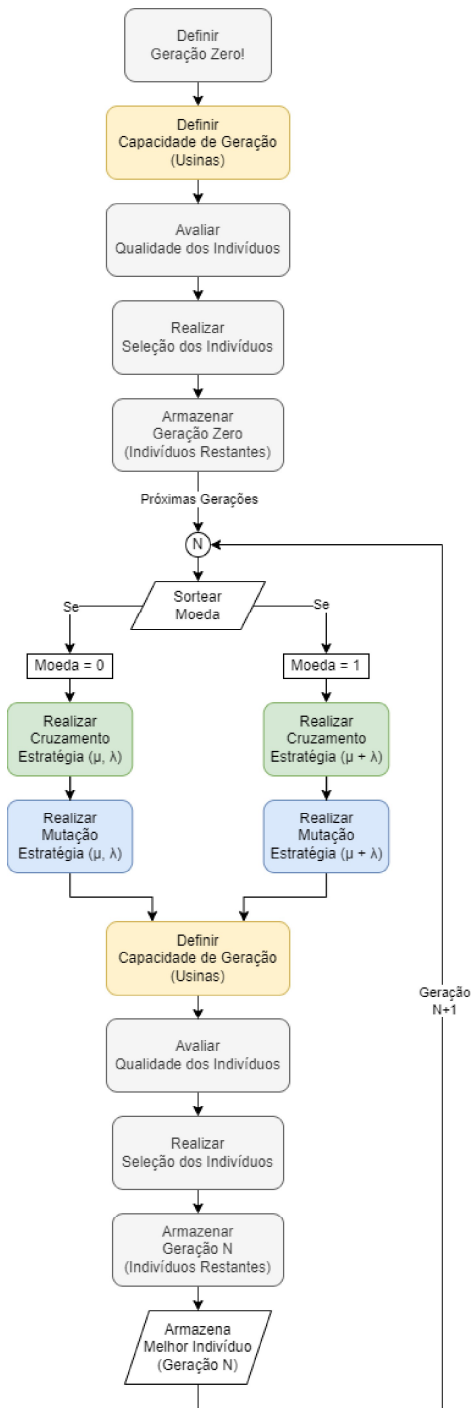 Definir
Geração Zero!
Definir
Capacidade de Geração
(Usinas)
Avaliar
Qualidade dos Indivíduos
Realizar
Seleção dos Indivíduos
Armazenar
Geração Zero
(Indivíduos Restantes)
Próximas Gerações
N
Sortear
Moeda
Se
Se
Moeda = 0
Moeda = 1
Realizar
Cruzamento
Estratégia (μ, λ)
Realizar
Cruzamento
Estratégia (μ + λ)
Realizar
Mutação
Estratégia (μ, λ)
Realizar
Mutação
Estratégia (μ + λ)
Definir
Capacidade de Geração
(Usinas)
Geração
N+1
Avaliar
Qualidade dos Indivíduos
Realizar
Seleção dos Indivíduos
Armazenar
Geração N
(Indivíduos Restantes)
Armazena
Melhor Indivíduo
(Geração N)